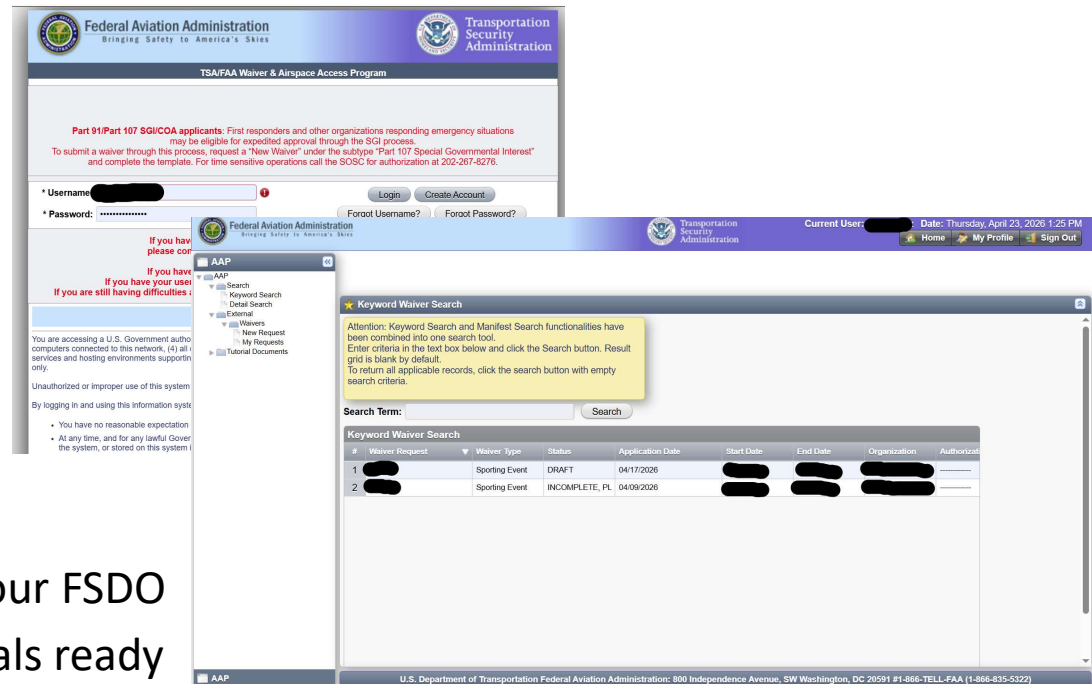 Federal Aviation Administration
Bringing Safety to America's Skies
Transportation
Security
Administration
TSA/FAA Waiver & Airspace Access Program
Part 91/Part 107 SGI/COA applicants: First responders and other organizations responding emergency situations
may be eligible for expedited approval through the SGI process.
To submit a waiver through this process, request a "New Waiver" under the subtype "Part 107 Special Governmental Interest"
and complete the template. For time sensitive operations call the SOSC for authorization at 202-267-8276.
* Username
Login
Create Account
* Password:
Forgot Username?
Forgot Password?
If you hav
please con
If you have
If you have your user
If you are still having difficulties a
You are accessing a U.S. Government autho
computers connected to this network, (4) all
services and hosting environments supportin
only.
Unauthorized or improper use of this system
By logging in and using this information syste
• You have no reasonable expectation
• At any time, and for any lawful Gover
the system, or stored on this system i
Federal Aviation Administration
Bringing Safety to America's Skies
Transportation
Security
Administration
Current User:
Date: Thursday, April 23, 2026 1:25 PM
Home
My Profile
Sign Out
AAP
AAP
Search
Keyword Search
Detail Search
External
Waivers
New Request
My Requests
Tutorial Documents
Keyword Waiver Search
Attention: Keyword Search and Manifest Search functionalities have
been combined into one search tool.
Enter criteria in the text box below and click the Search button. Result
grid is blank by default.
To return all applicable records, click the search button with empty
search criteria.
Search Term:
Search
Keyword Waiver Search
# Waiver Request Waiver Type Status Application Date Start Date End Date Organization Authorizati
1 Sporting Event DRAFT 04/17/2026 ------------
2 Sporting Event INCOMPLETE, PL 04/09/2026 ------------
AAP
U.S. Department of Transportation Federal Aviation Administration: 800 Independence Avenue, SW Washington, DC 20591 #1-866-TELL-FAA (1-866-835-5322)
our FSDO
als ready